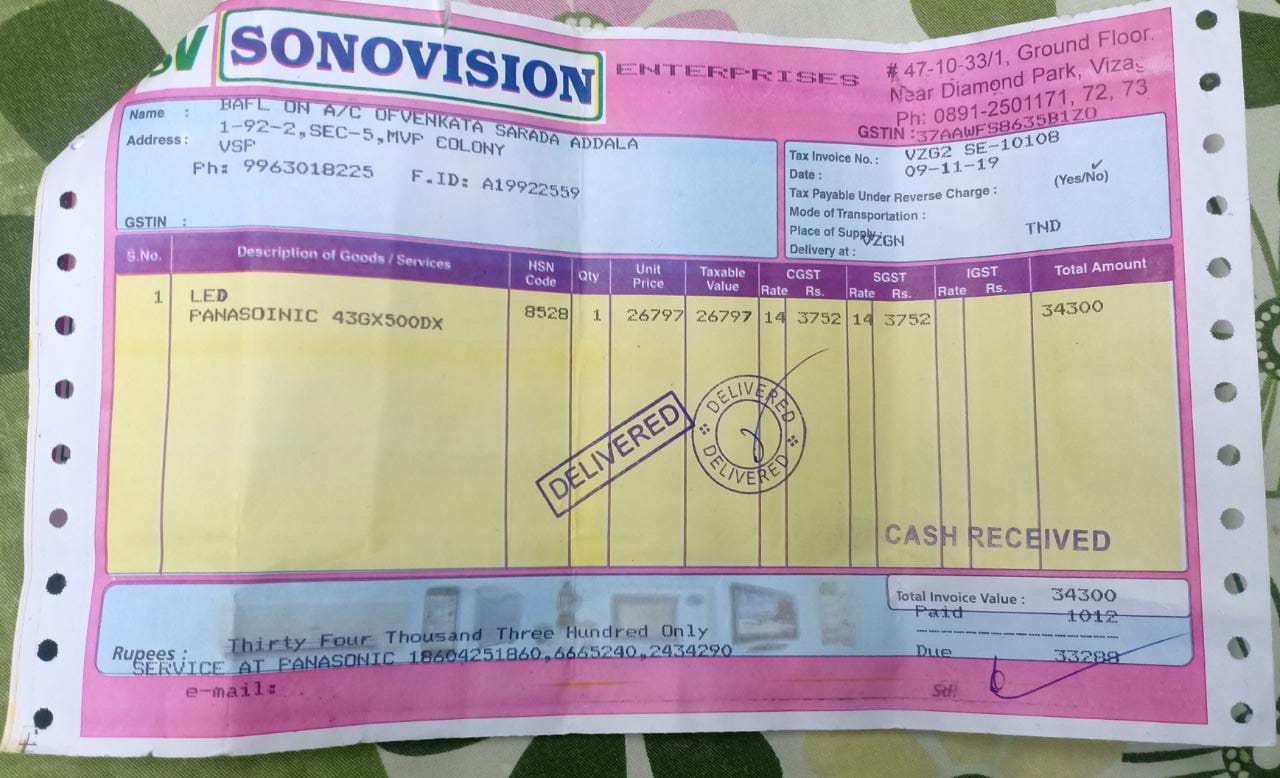 SV SONOVISION ENTERPRISES
# 47-10-33/1, Ground Floor.
Near Diamond Park, Vizag
Ph: 0891-2501171, 72, 73
GSTIN :37AAWFS8635B1Z0
Name : BAFL ON A/C OFVENKATA SARADA ADDALA
Address : 1-92-2,SEC-5,MVP COLONY
VSP
Ph: 9963018225 F.ID: A19922559
GSTIN :
Tax Invoice No. : VZG2 SE-10108
Date : 09-11-19
Tax Payable Under Reverse Charge : (Yes/No)
Mode of Transportation :
Place of Supply: VZGN TND
Delivery at :
S.No. Description of Goods / Services HSN Code Qty Unit Price Taxable Value CGST Rate Rs. SGST Rate Rs. IGST Rate Rs. Total Amount
1 LED
PANASOINIC 43GX500DX 8528 1 26797 26797 14 3752 14 3752 34300
DELIVERED
DELIVERED
DELIVERED
CASH RECEIVED
Total Invoice Value : 34300
Paid 1012
Due 33288
Rupees : Thirty Four Thousand Three Hundred Only
SERVICE AT PANASONIC 18604251860,6665240,2434290
e-mail:
Sd/